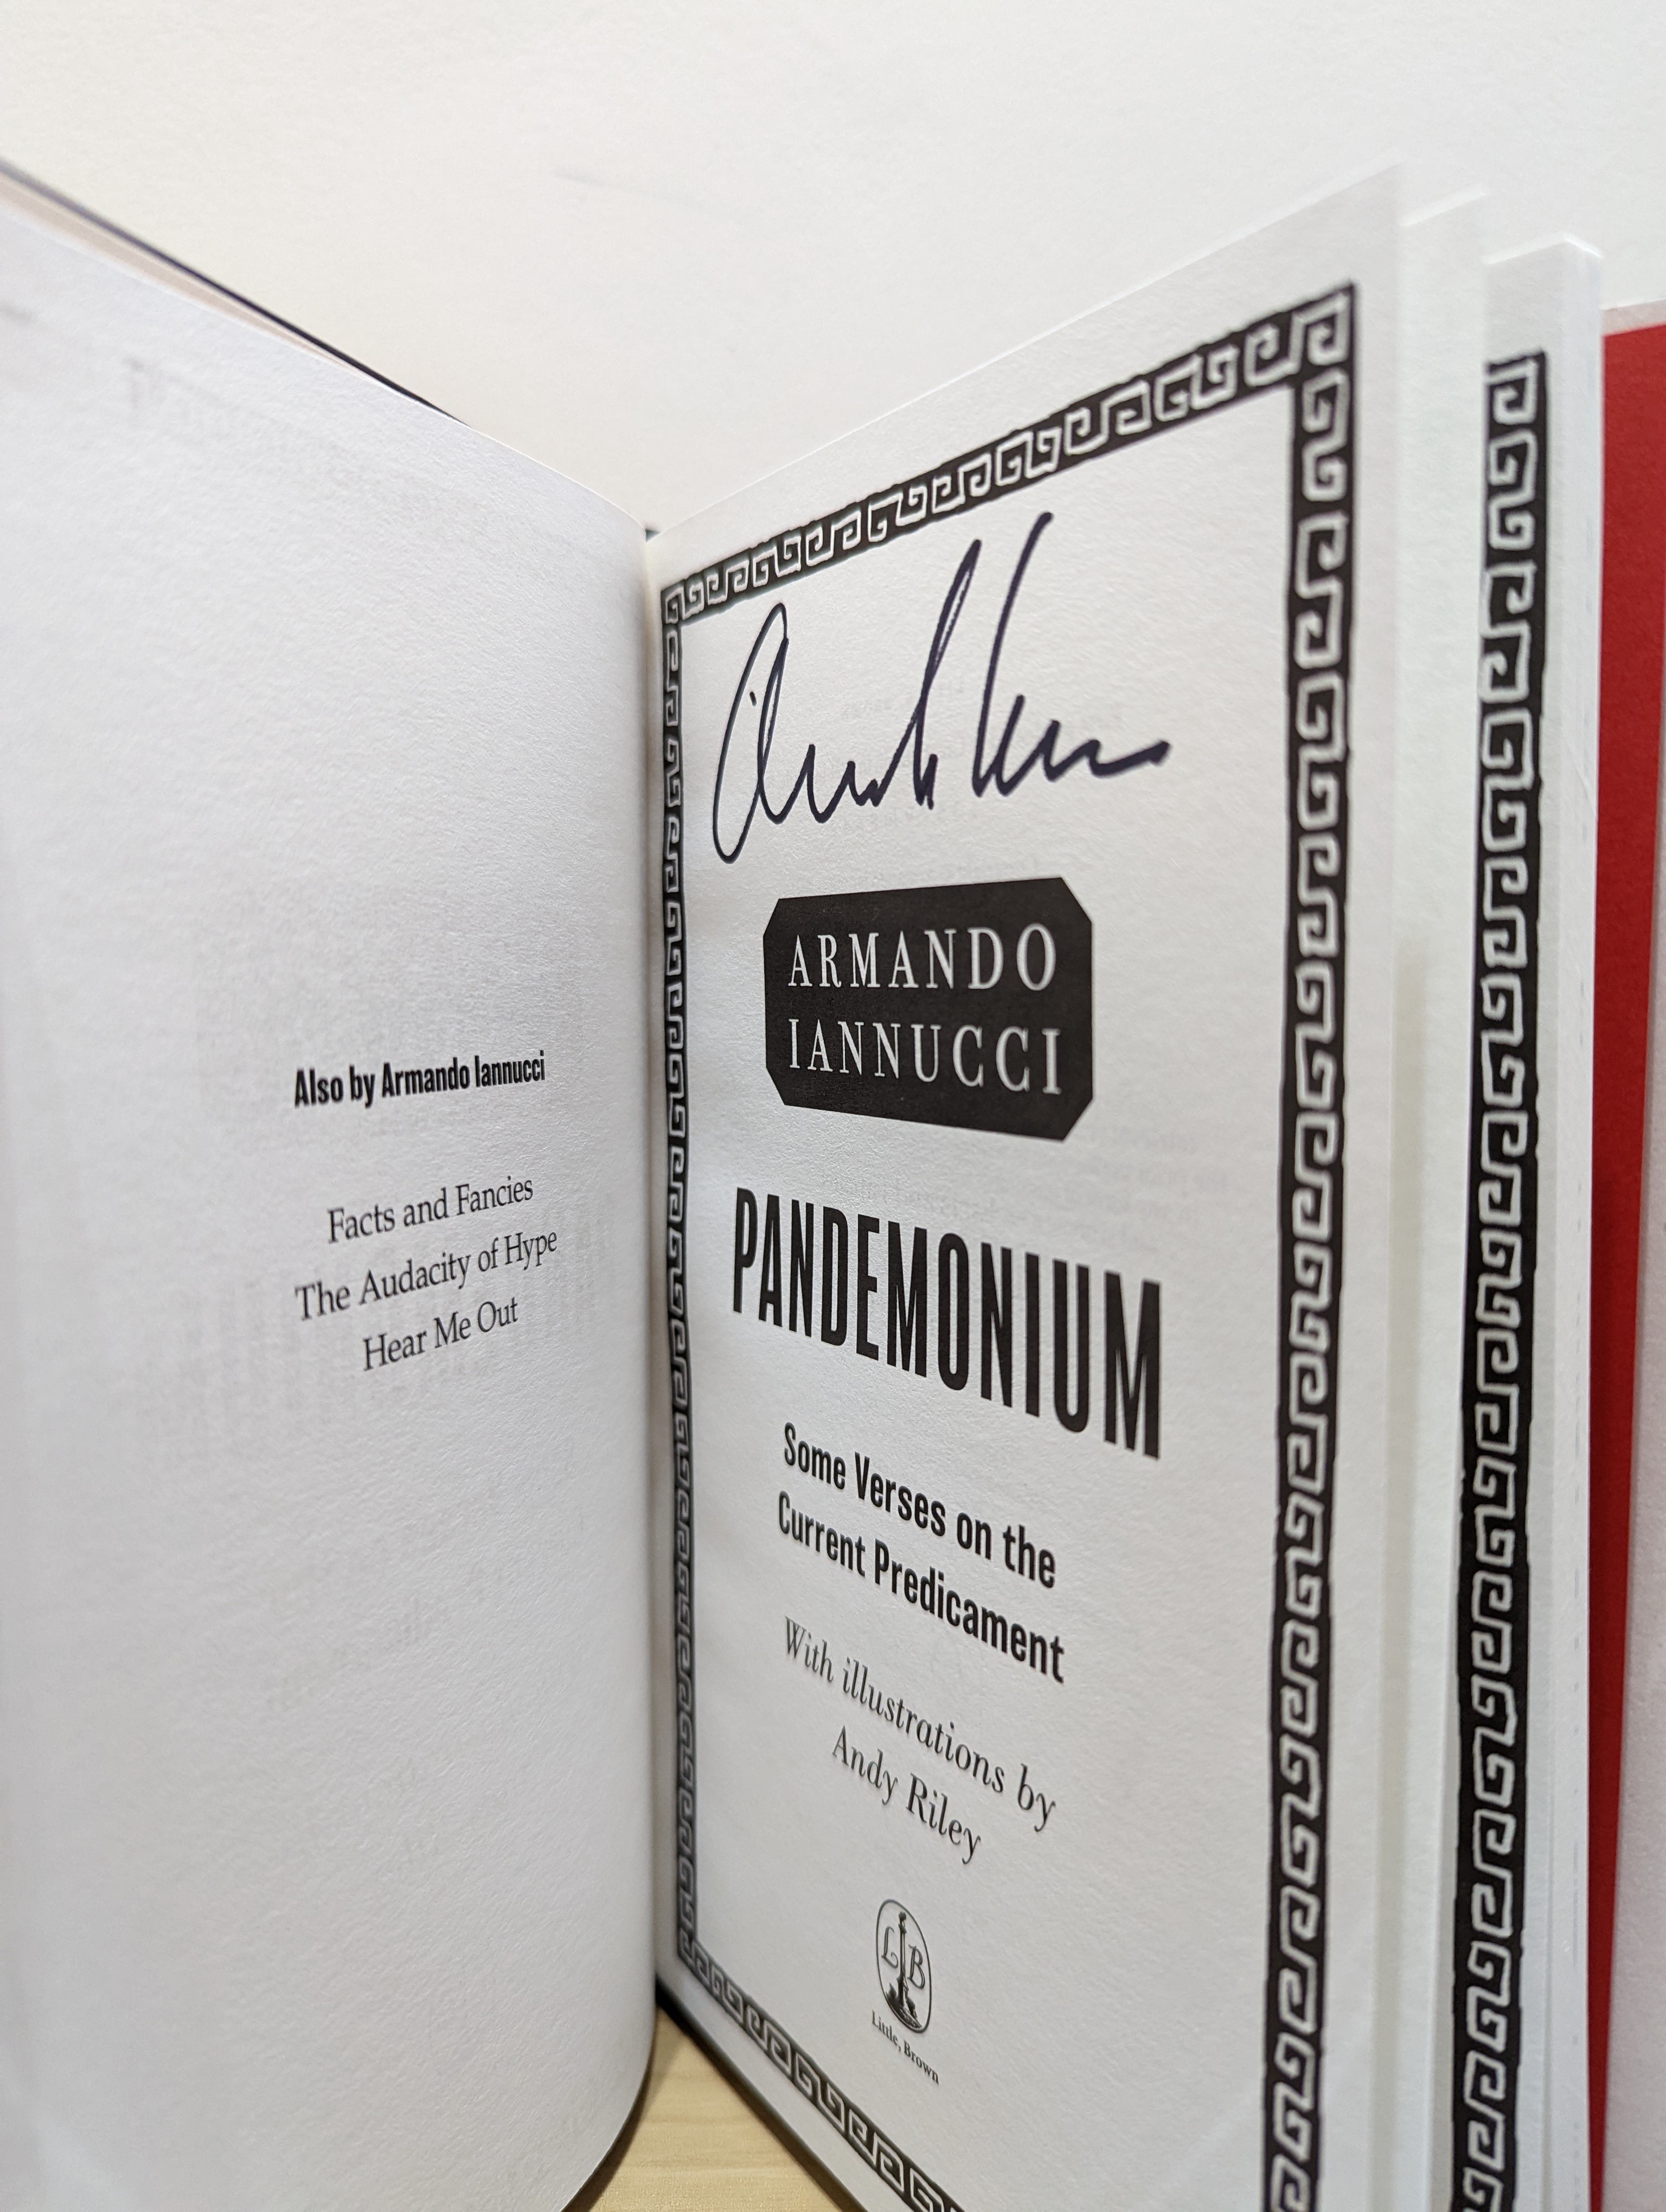 Also by Armando Iannucci
Facts and Fancies
The Audacity of Hype
Hear Me Out
ARMANDO
IANNUCCI
PANDEMONIUM
Some Verses on the
Current Predicament
With illustrations by
Andy Riley
L B
Little, Brown